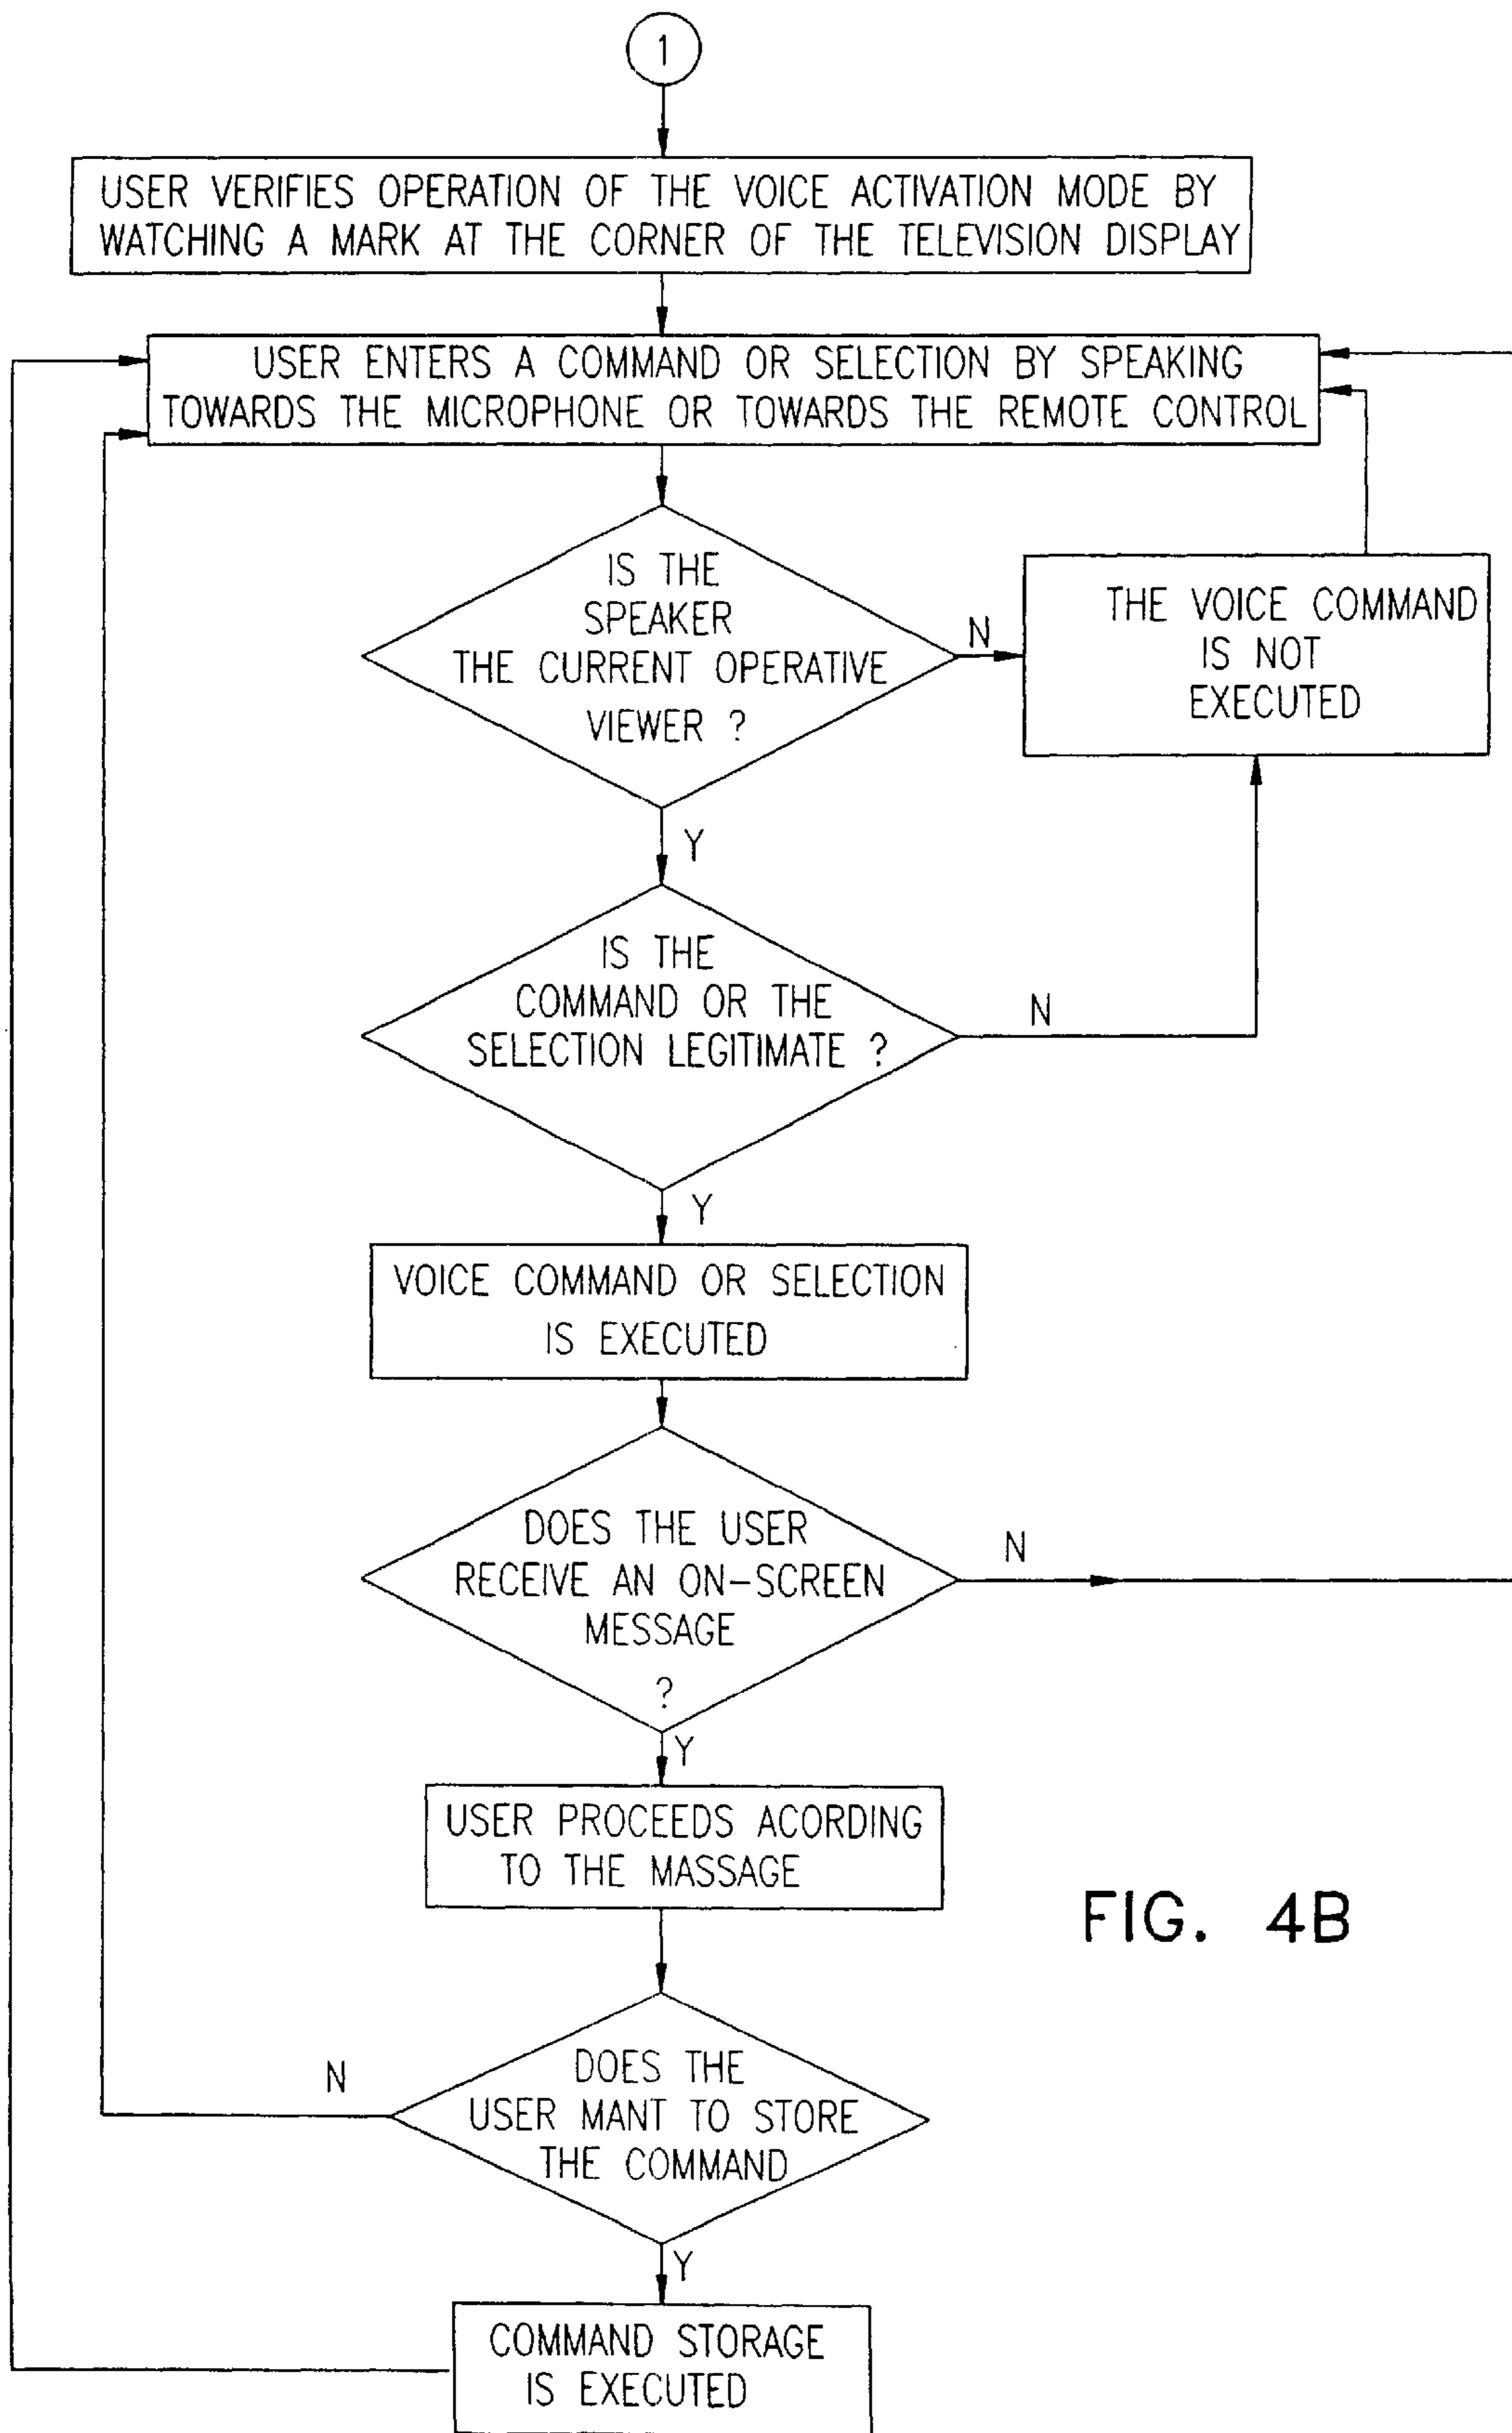 1
USER VERIFIES OPERATION OF THE VOICE ACTIVATION MODE BY
WATCHING A MARK AT THE CORNER OF THE TELEVISION DISPLAY
USER ENTERS A COMMAND OR SELECTION BY SPEAKING
TOWARDS THE MICROPHONE OR TOWARDS THE REMOTE CONTROL
IS THE
SPEAKER
THE CURRENT OPERATIVE
VIEWER ?
N
THE VOICE COMMAND
IS NOT
EXECUTED
Y
IS THE
COMMAND OR THE
SELECTION LEGITIMATE ?
N
Y
VOICE COMMAND OR SELECTION
IS EXECUTED
DOES THE USER
RECEIVE AN ON-SCREEN
MESSAGE
?
N
Y
USER PROCEEDS ACORDING
TO THE MASSAGE
FIG. 4B
DOES THE
USER MANT TO STORE
THE COMMAND
N
Y
COMMAND STORAGE
IS EXECUTED